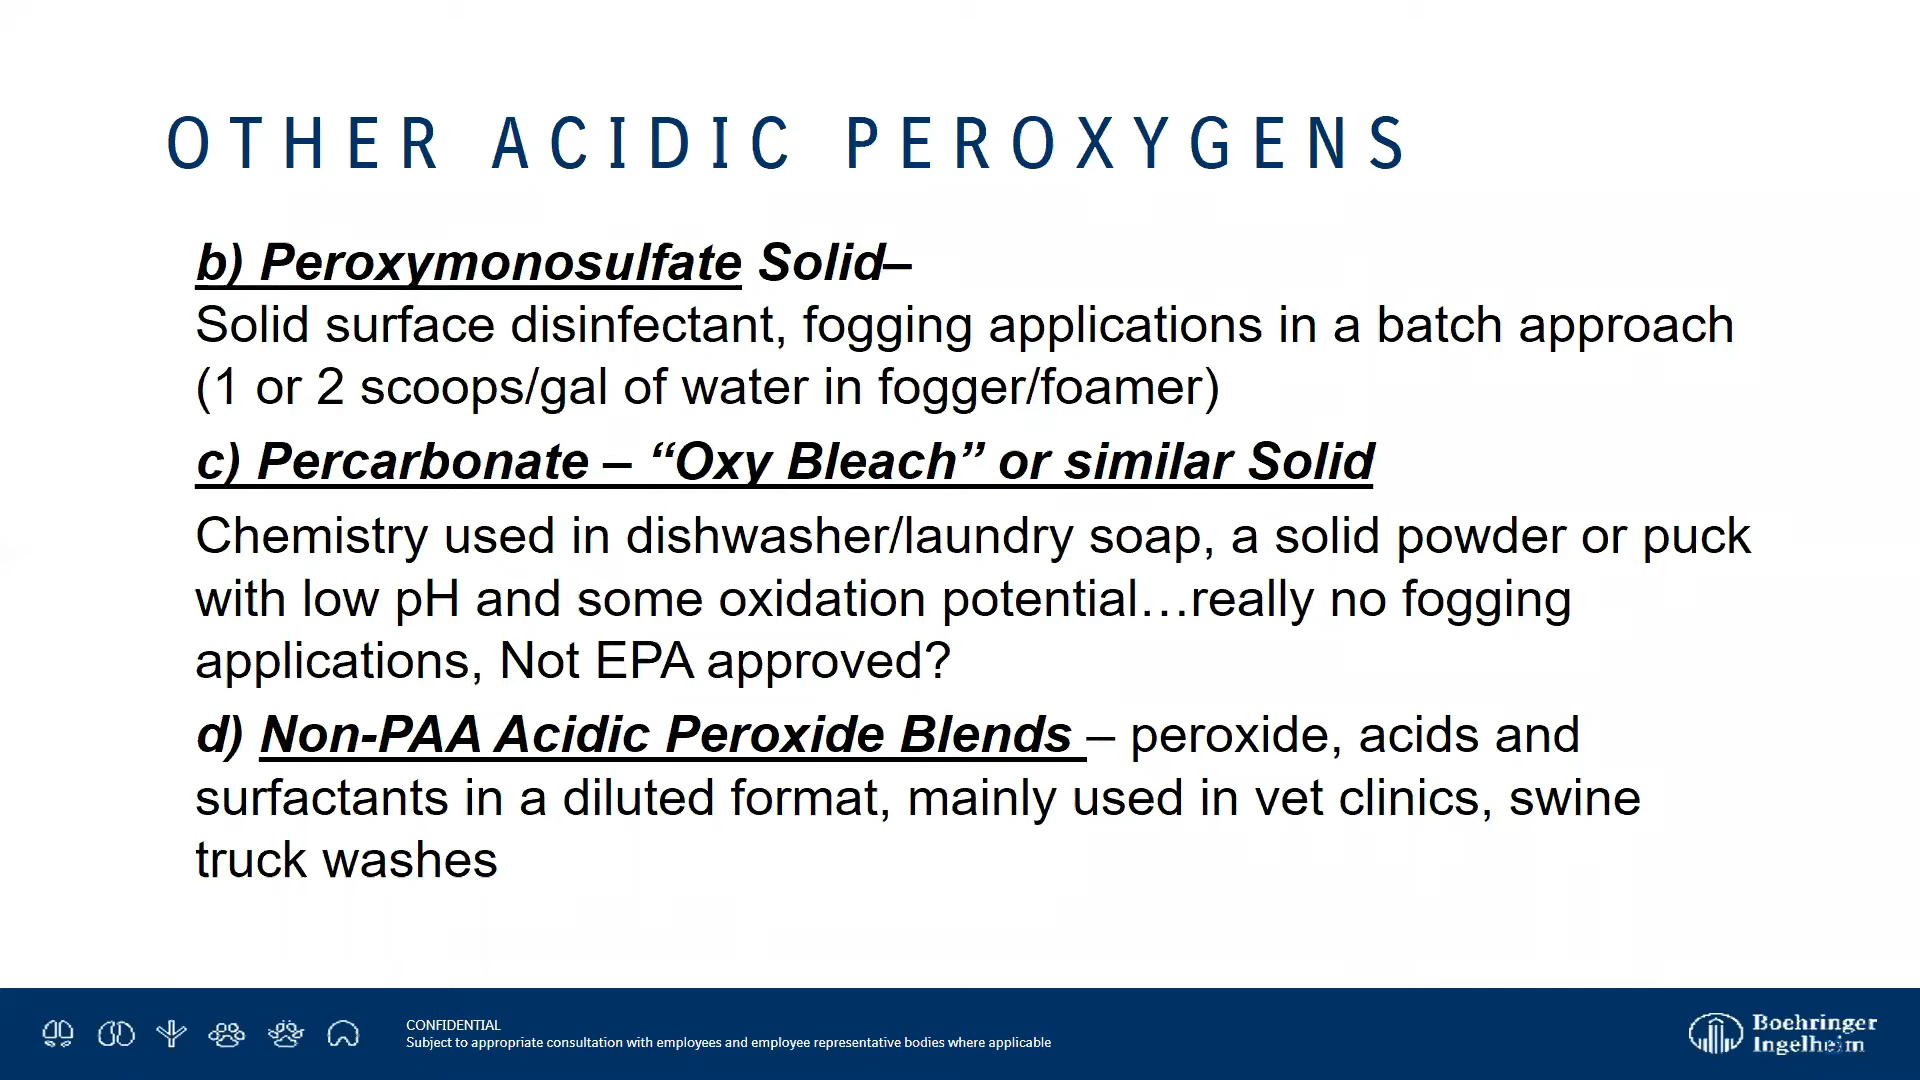 OTHER ACIDIC PEROXYGENS
b) Peroxymonosulfate Solid–
Solid surface disinfectant, fogging applications in a batch approach
(1 or 2 scoops/gal of water in fogger/foamer)
c) Percarbonate – “Oxy Bleach” or similar Solid
Chemistry used in dishwasher/laundry soap, a solid powder or puck
with low pH and some oxidation potential…really no fogging
applications, Not EPA approved?
d) Non-PAA Acidic Peroxide Blends – peroxide, acids and
surfactants in a diluted format, mainly used in vet clinics, swine
truck washes
CONFIDENTIAL
Subject to appropriate consultation with employees and employee representative bodies where applicable
Boehringer
Ingelheim